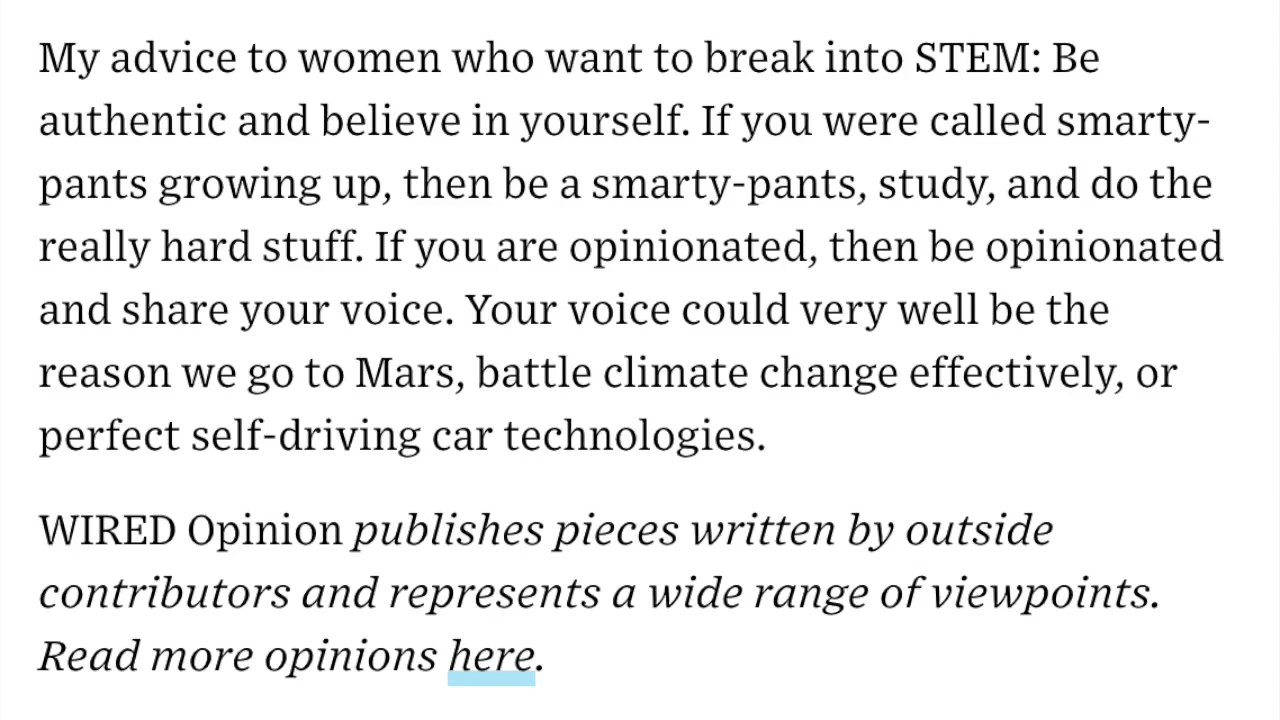 My advice to women who want to break into STEM: Be
authentic and believe in yourself. If you were called smarty-
pants growing up, then be a smarty-pants, study, and do the
really hard stuff. If you are opinionated, then be opinionated
and share your voice. Your voice could very well be the
reason we go to Mars, battle climate change effectively, or
perfect self-driving car technologies.
WIRED Opinion publishes pieces written by outside
contributors and represents a wide range of viewpoints.
Read more opinions here.